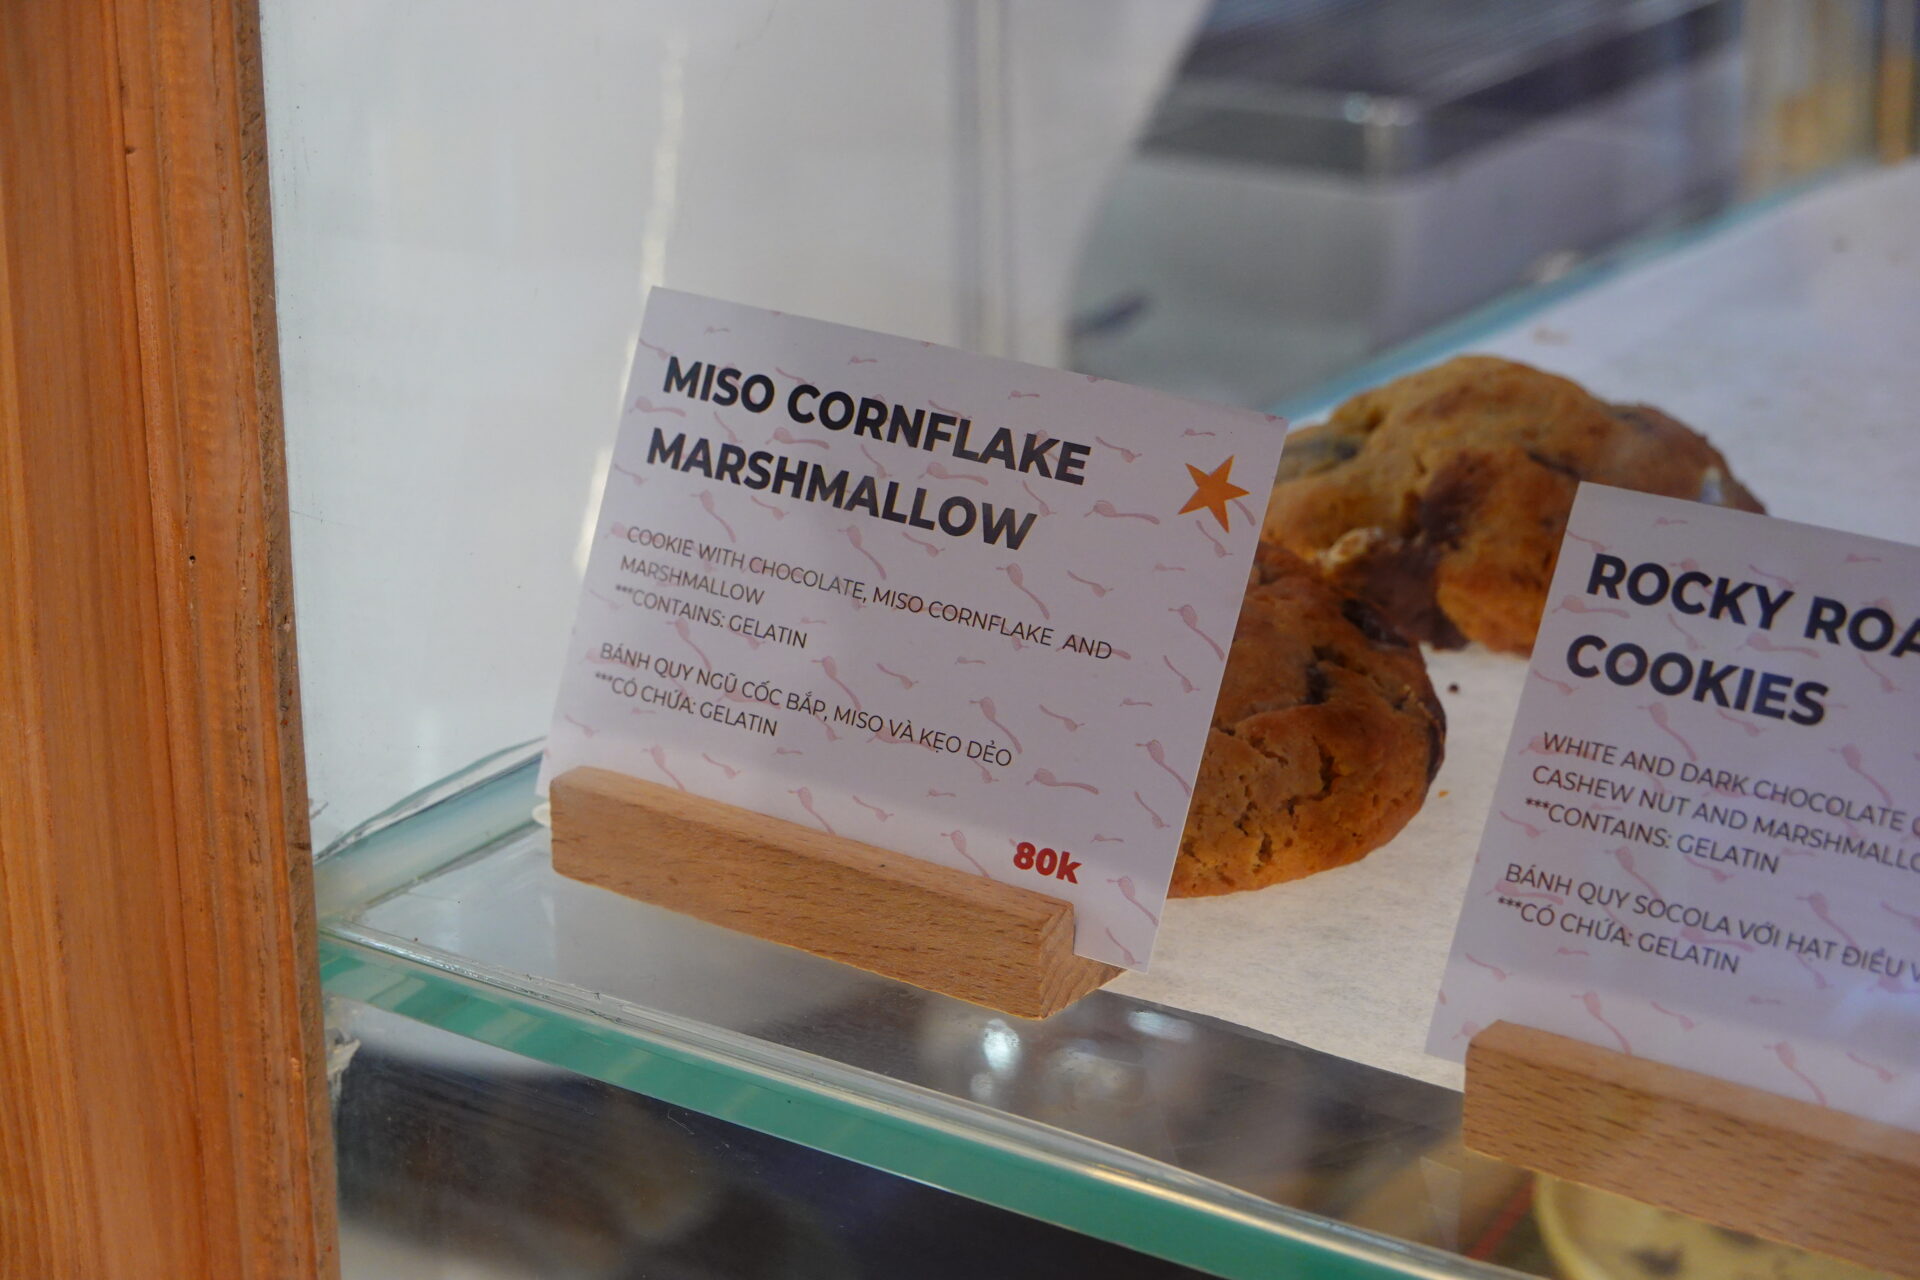 MISO CORNFLAKE
MARSHMALLOW
COOKIE WITH CHOCOLATE, MISO CORNFLAKE AND
MARSHMALLOW
***CONTAINS: GELATIN
BÁNH QUY NGŨ CỐC BẮP, MISO VÀ KẸO DẺO
***CÓ CHỨA: GELATIN
80k
ROCKY
COOKIES
WHITE AND DARK CHOCOLATE
CASHEW NUT AND
***CONTAINS: GELATIN
BÁNH QUY SOCOLA VỚI HẠT ĐIỀU
***CÓ CHỨA: GELATIN